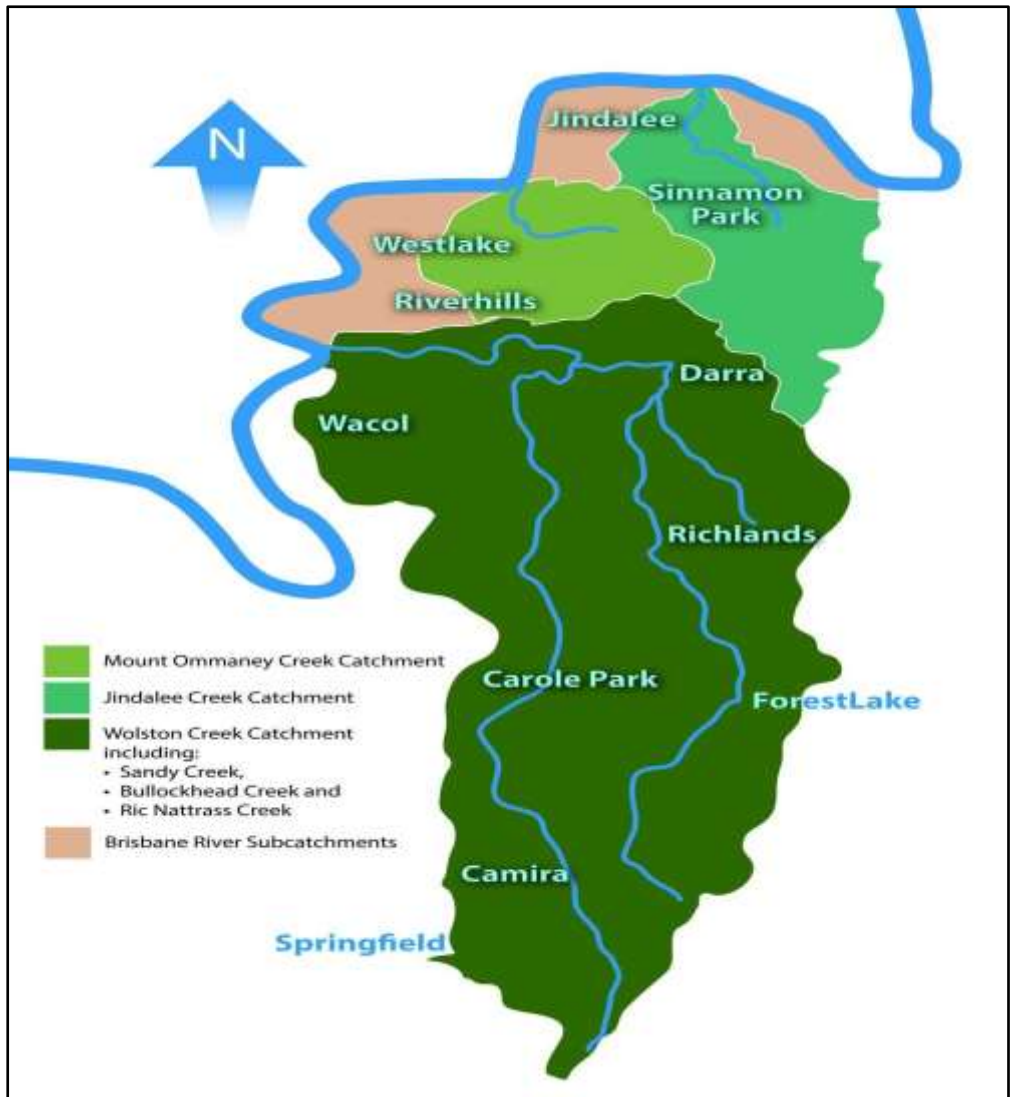 N
Jindalee
Sinnamon
Park
Westlake
Riverhills
Darra
Wacol
Richlands
Mount Ommaney Creek Catchment
Jindalee Creek Catchment
Wolston Creek Catchment
including:
• Sandy Creek,
• Bullockhead Creek and
• Ric Nattrass Creek
Brisbane River Subcatchments
Carole Park
ForestLake
Camira
Springfield